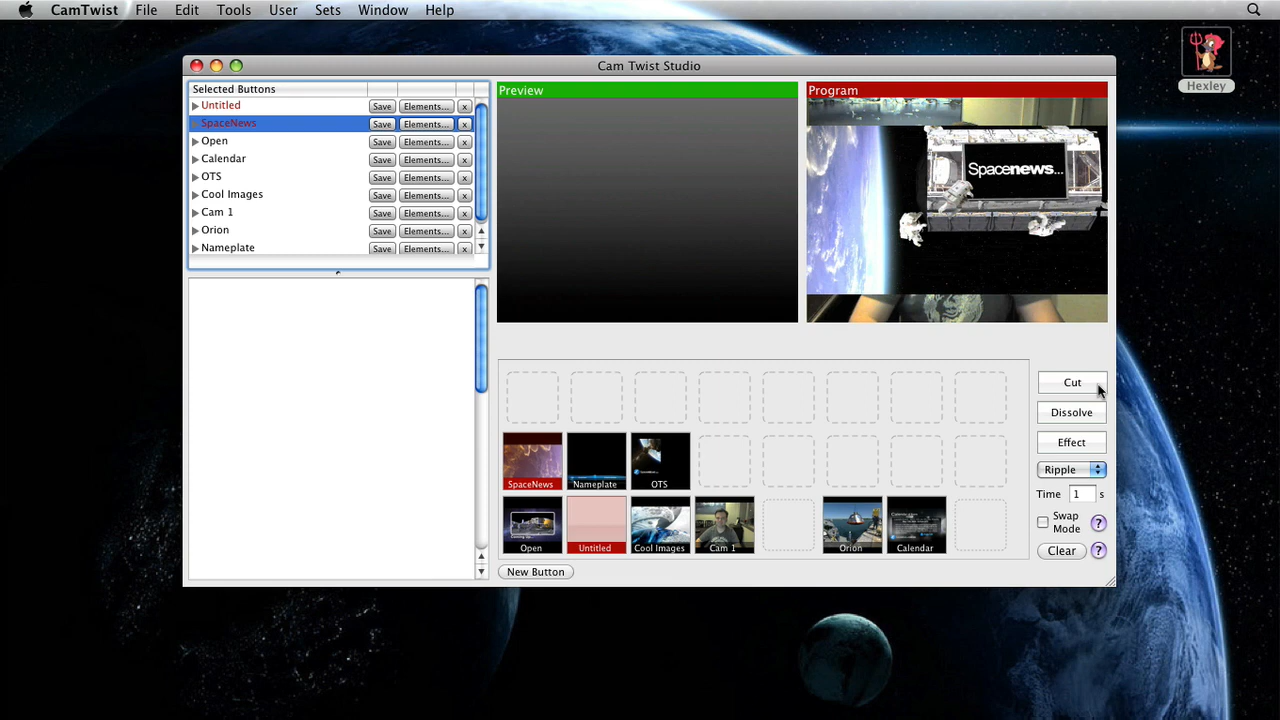 CamTwist File Edit Tools User Sets Window Help
Hexley
Cam Twist Studio
Selected Buttons
Untitled Save Elements... x
SpaceNews Save Elements... x
Open Save Elements... x
Calendar Save Elements... x
OTS Save Elements... x
Cool Images Save Elements... x
Cam 1 Save Elements... x
Orion Save Elements... x
Nameplate Save Elements... x
Preview
Program
Spacenews...
SpaceNews Nameplate OTS
Open Untitled Cool Images Cam 1 Orion Calendar
New Button
Cut
Dissolve
Effect
Ripple
Time 1 s
Swap
Mode ?
Clear ?